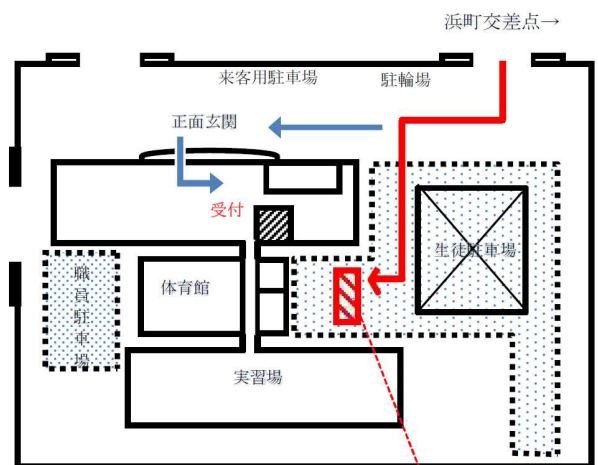 浜町交差点→
来客用駐車場
駐輪場
正面玄関
受付
生徒駐車場
体育館
職員駐車場
実習場